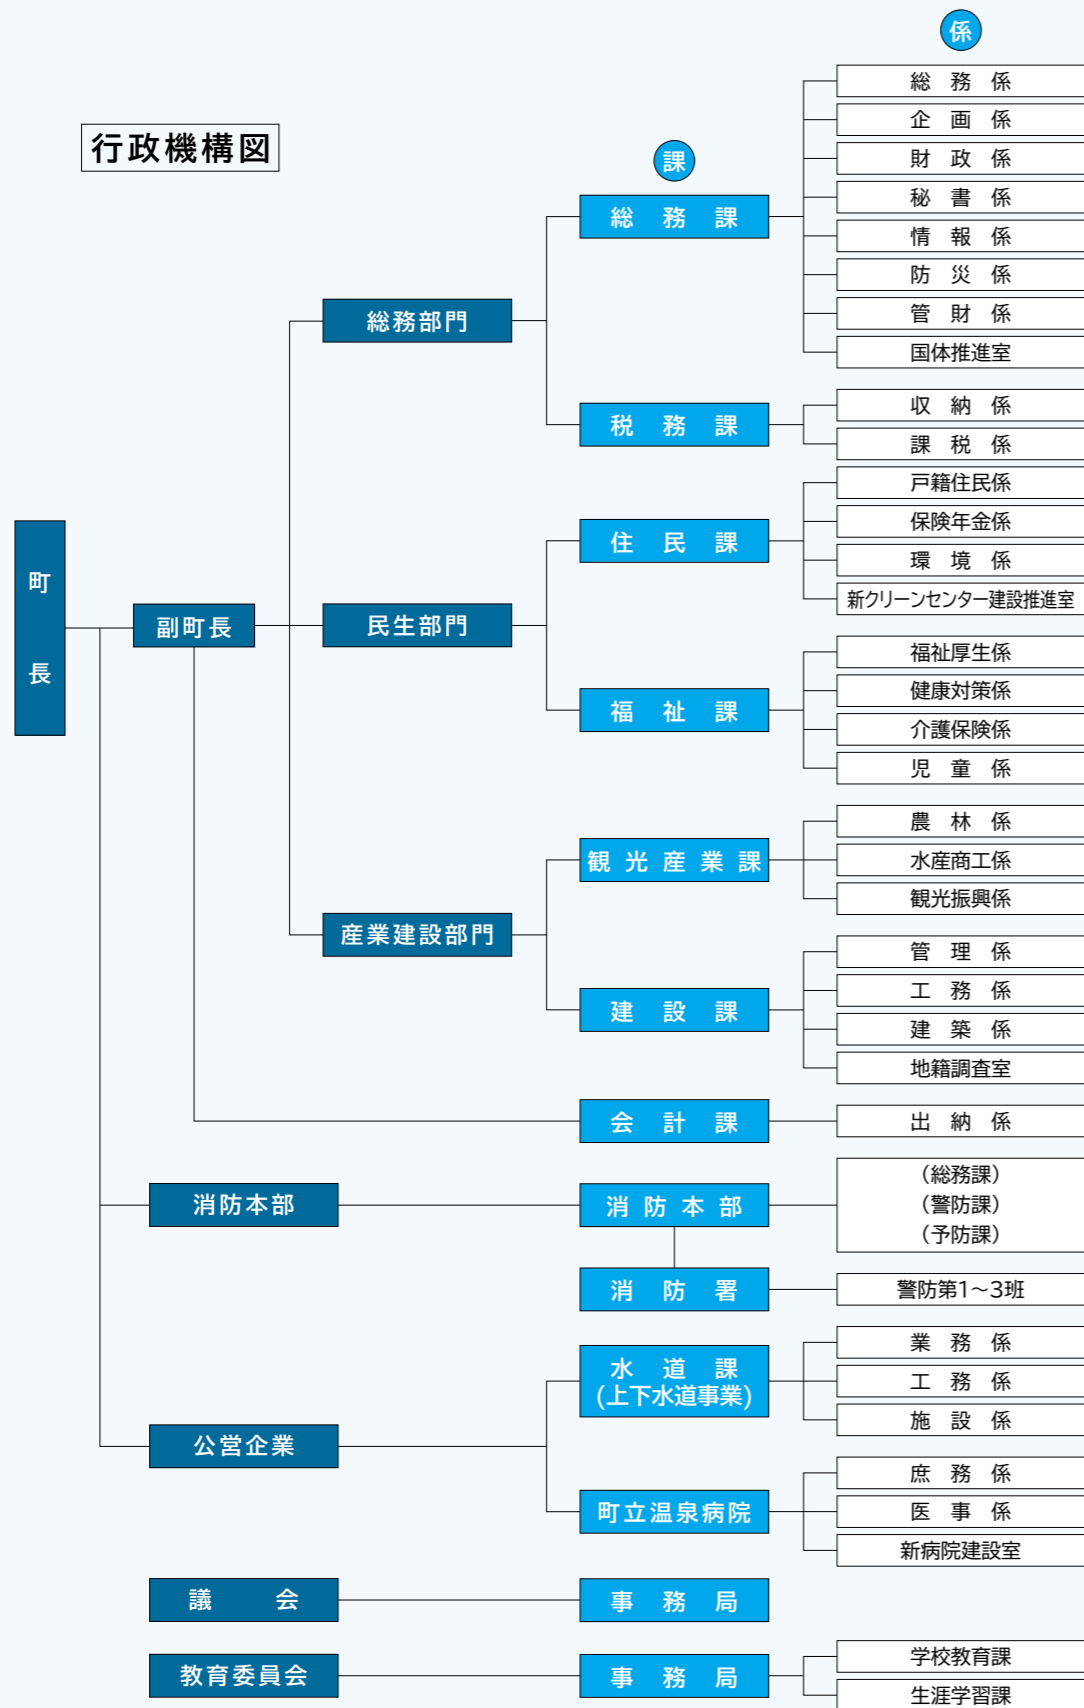 係
行政機構図
課
町長
副町長
総務部門
総務課
総務係
企画係
財政係
秘書係
情報係
防災係
管財係
国体推進室
税務課
収納係
課税係
民生部門
住民課
戸籍住民係
保険年金係
環境係
新クリーンセンター建設推進室
福祉課
福祉厚生係
健康対策係
介護保険係
児童係
産業建設部門
観光産業課
農林係
水産商工係
観光振興係
建設課
管理係
工務係
建築係
地籍調査室
会計課
出納係
消防本部
消防本部
（総務課）
（警防課）
（予防課）
消防署
警防第1～3班
公営企業
水道課
(上下水道事業)
業務係
工務係
施設係
町立温泉病院
庶務係
医事係
新病院建設室
議会
事務局
教育委員会
事務局
学校教育課
生涯学習課